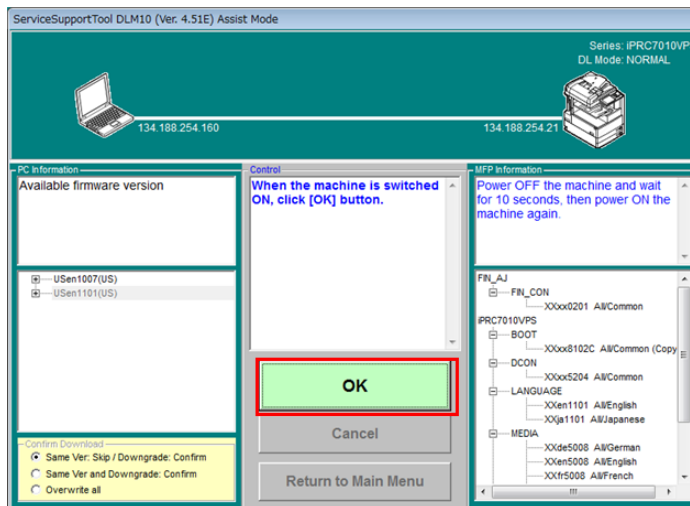 ServiceSupportTool DLM10 (Ver. 4.51E) Assist Mode
Series: iPRC7010VP
DL Mode: NORMAL
134.188.254.160
134.188.254.21
PC Information
Available firmware version
USen1007(US)
USen1101(US)
Confirm Download
Same Ver: Skip / Downgrade: Confirm
Same Ver and Downgrade: Confirm
Overwrite all
Control
When the machine is switched
ON, click [OK] button.
OK
Cancel
Return to Main Menu
MFP Information
Power OFF the machine and wait
for 10 seconds, then power ON the
machine again.
FIN_AJ
FIN_CON
XXxx0201 All/Common
iPRC7010VPS
BOOT
XXxx8102C All/Common (Copy
DCON
XXxx5204 All/Common
LANGUAGE
XXen1101 All/English
XXja1101 All/Japanese
MEDIA
XXde5008 All/German
XXen5008 All/English
XXfr5008 All/French